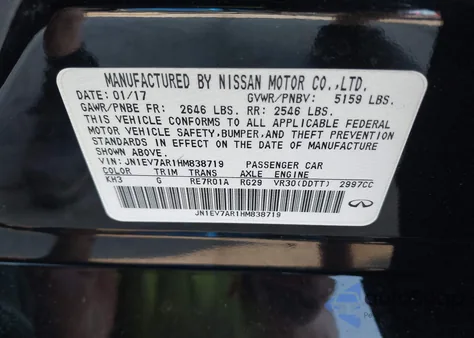 MANUFACTURED BY NISSAN MOTOR CO.,LTD.
DATE: 01/17 GVWR/PNBV: 5159 LBS.
GAWR/PNBE FR: 2646 LBS. RR: 2546 LBS.
THIS VEHICLE CONFORMS TO ALL APPLICABLE FEDERAL
MOTOR VEHICLE SAFETY,BUMPER,AND THEFT PREVENTION
STANDARDS IN EFFECT ON THE DATE OF MANUFACTURE
SHOWN ABOVE.
VIN:JN1EV7AR1HM838719 PASSENGER CAR
COLOR TRIM TRANS AXLE ENGINE
KH3 G RE7R01A RG29 VR30(DDTT) 2997CC
JN1EV7AR1HM838719